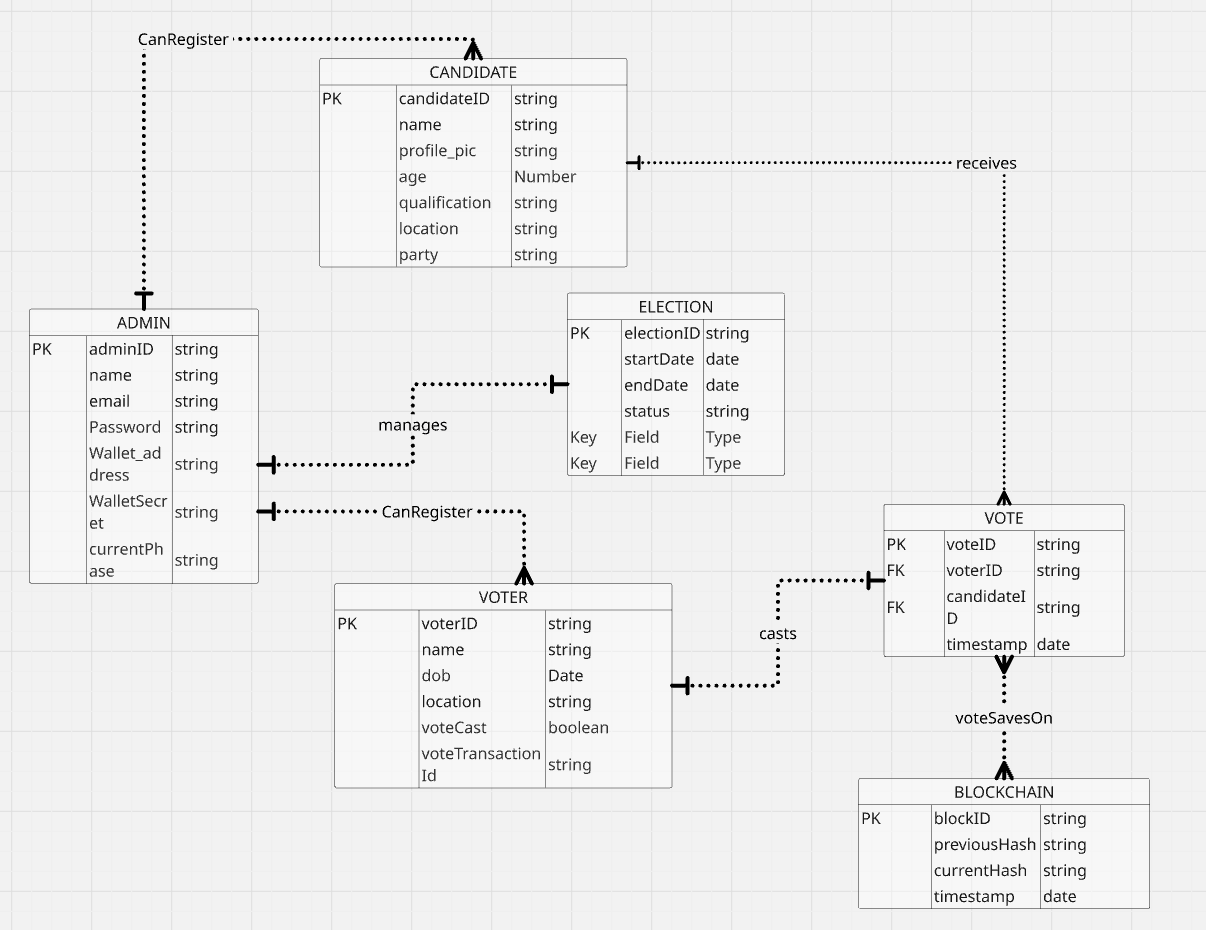 CanRegister
CANDIDATE
PK candidateID string
name string
profile_pic string
age Number
qualification string
location string
party string
receives
ELECTION
PK electionID string
startDate date
endDate date
status string
Key Field Type
Key Field Type
ADMIN
PK adminID string
name string
email string
Password string
Wallet_ad
dress string
WalletSecr
et string
currentPh
ase string
manages
CanRegister
VOTE
PK voteID string
FK voterID string
FK candidateI
D string
timestamp date
VOTER
PK voterID string
name string
dob Date
location string
voteCast boolean
voteTransaction
Id string
casts
voteSavesOn
BLOCKCHAIN
PK blockID string
previousHash string
currentHash string
timestamp date